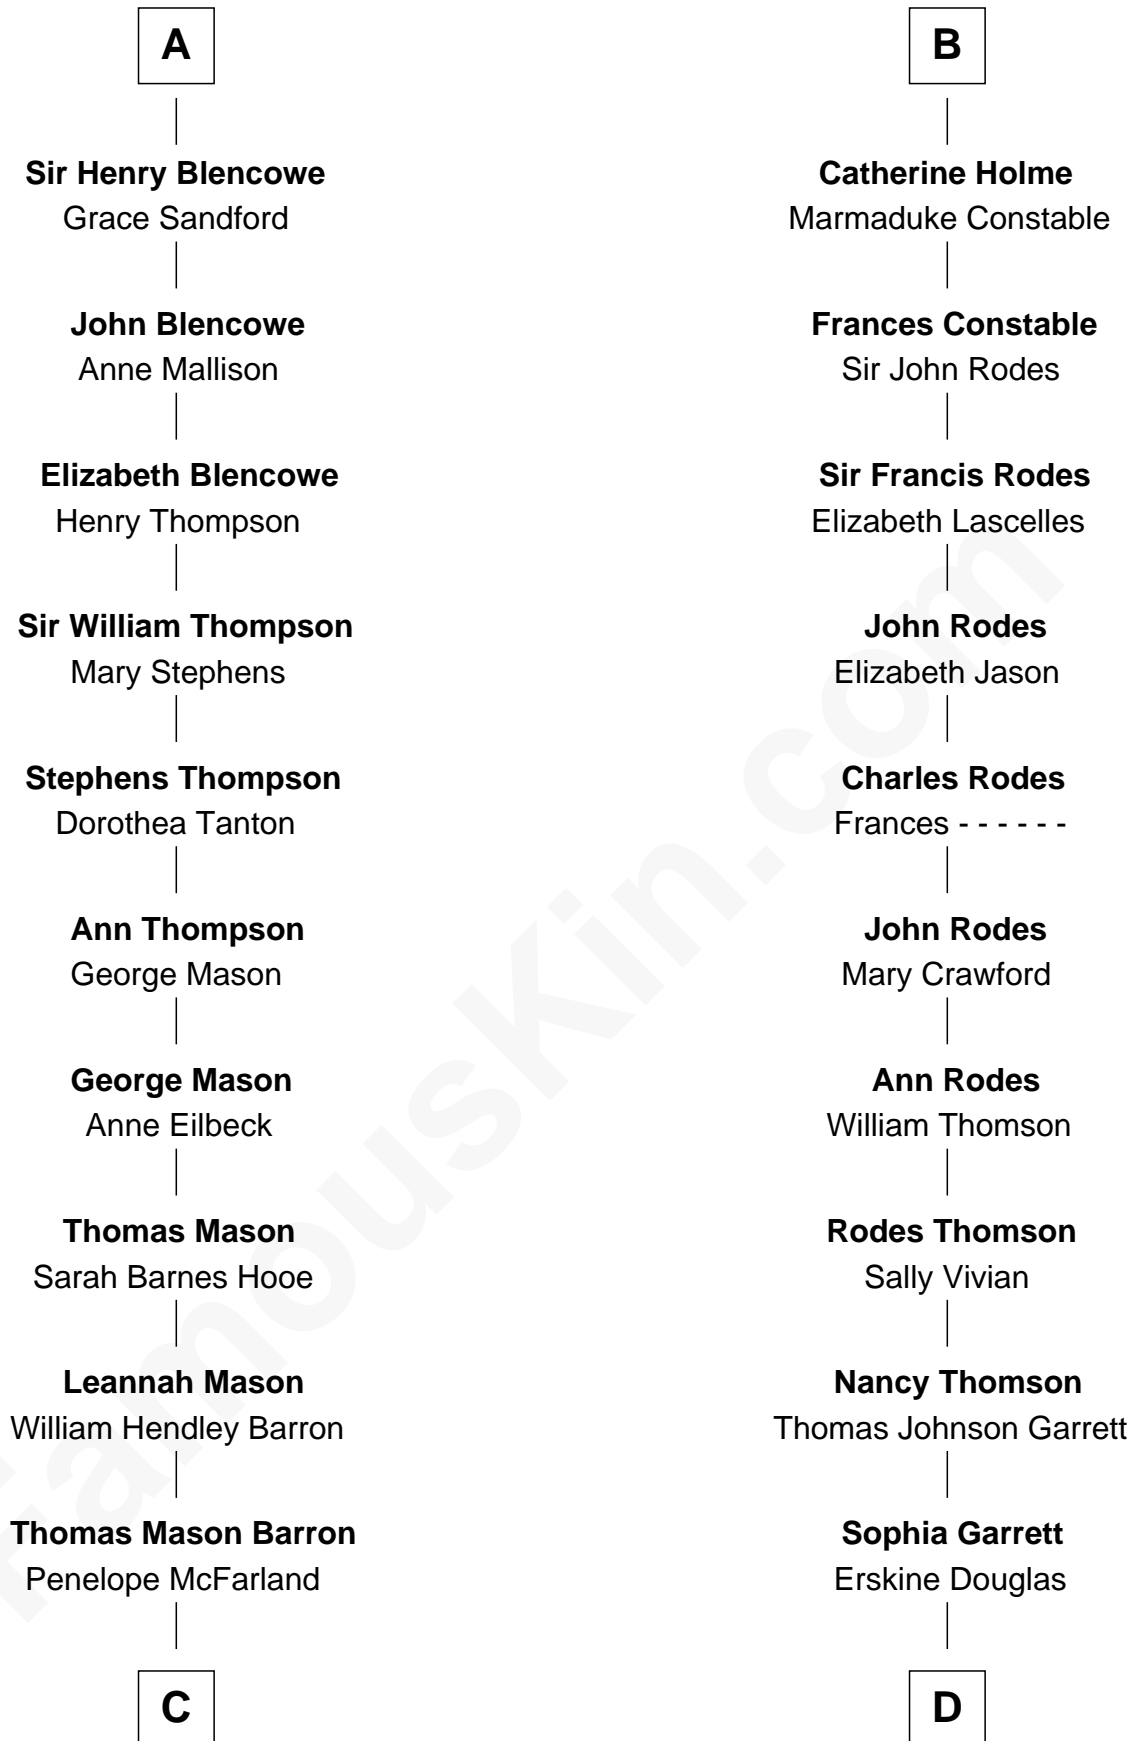 A
Sir Henry Blencowe
Grace Sandford
John Blencowe
Anne Mallison
Elizabeth Blencowe
Henry Thompson
Sir William Thompson
Mary Stephens
Stephens Thompson
Dorothea Tanton
Ann Thompson
George Mason
George Mason
Anne Eilbeck
Thomas Mason
Sarah Barnes Hooe
Leannah Mason
William Hendley Barron
Thomas Mason Barron
Penelope McFarland
C
B
Catherine Holme
Marmaduke Constable
Frances Constable
Sir John Rodes
Sir Francis Rodes
Elizabeth Lascelles
John Rodes
Elizabeth Jason
Charles Rodes
Frances - - - - - -
John Rodes
Mary Crawford
Ann Rodes
William Thomson
Rodes Thomson
Sally Vivian
Nancy Thomson
Thomas Johnson Garrett
Sophia Garrett
Erskine Douglas
D
FamousKin.com